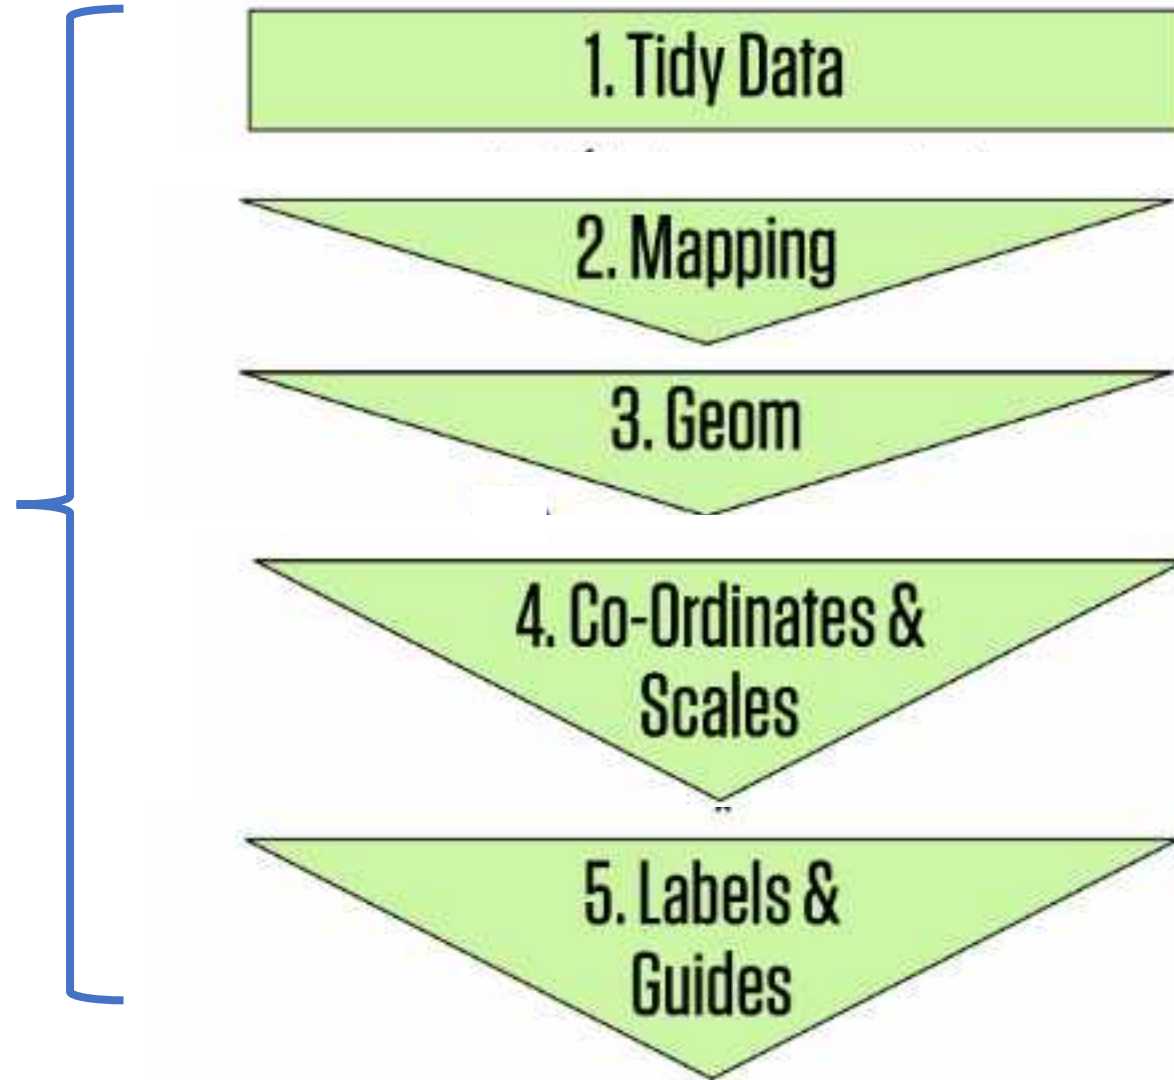 1. Tidy Data
2. Mapping
3. Geom
4. Co-Ordinates &
Scales
5. Labels &
Guides